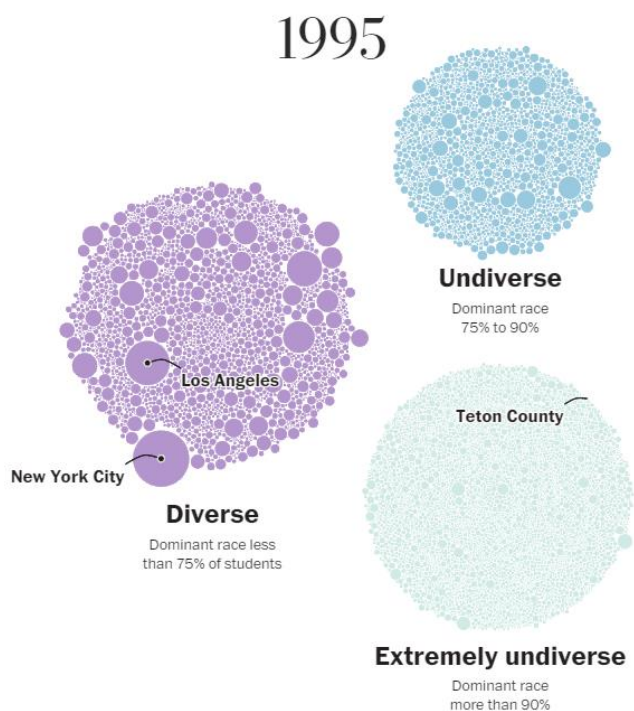 1995
Undiverse
Dominant race
75% to 90%
Los Angeles
Teton County
New York City
Diverse
Dominant race less
than 75% of students
Extremely undiverse
Dominant race
more than 90%